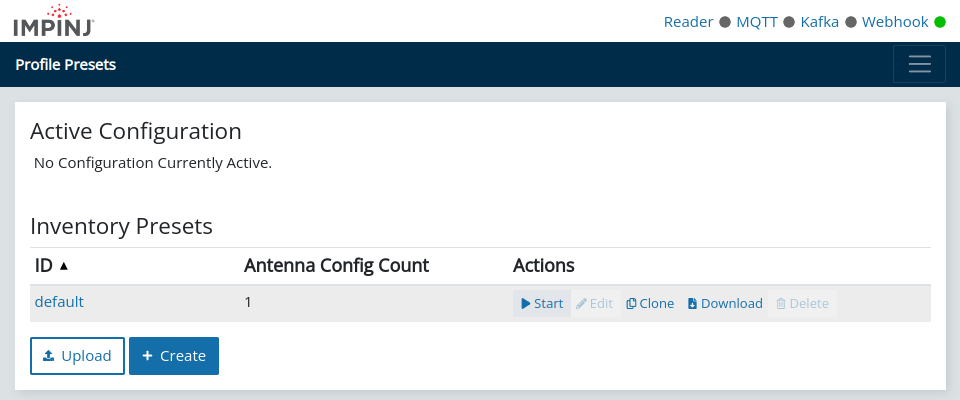 IMPINJ
Reader MQTT Kafka Webhook
Profile Presets
Active Configuration
No Configuration Currently Active.
Inventory Presets
ID ▲ Antenna Config Count Actions
default 1 Start Edit Clone Download Delete
Upload + Create